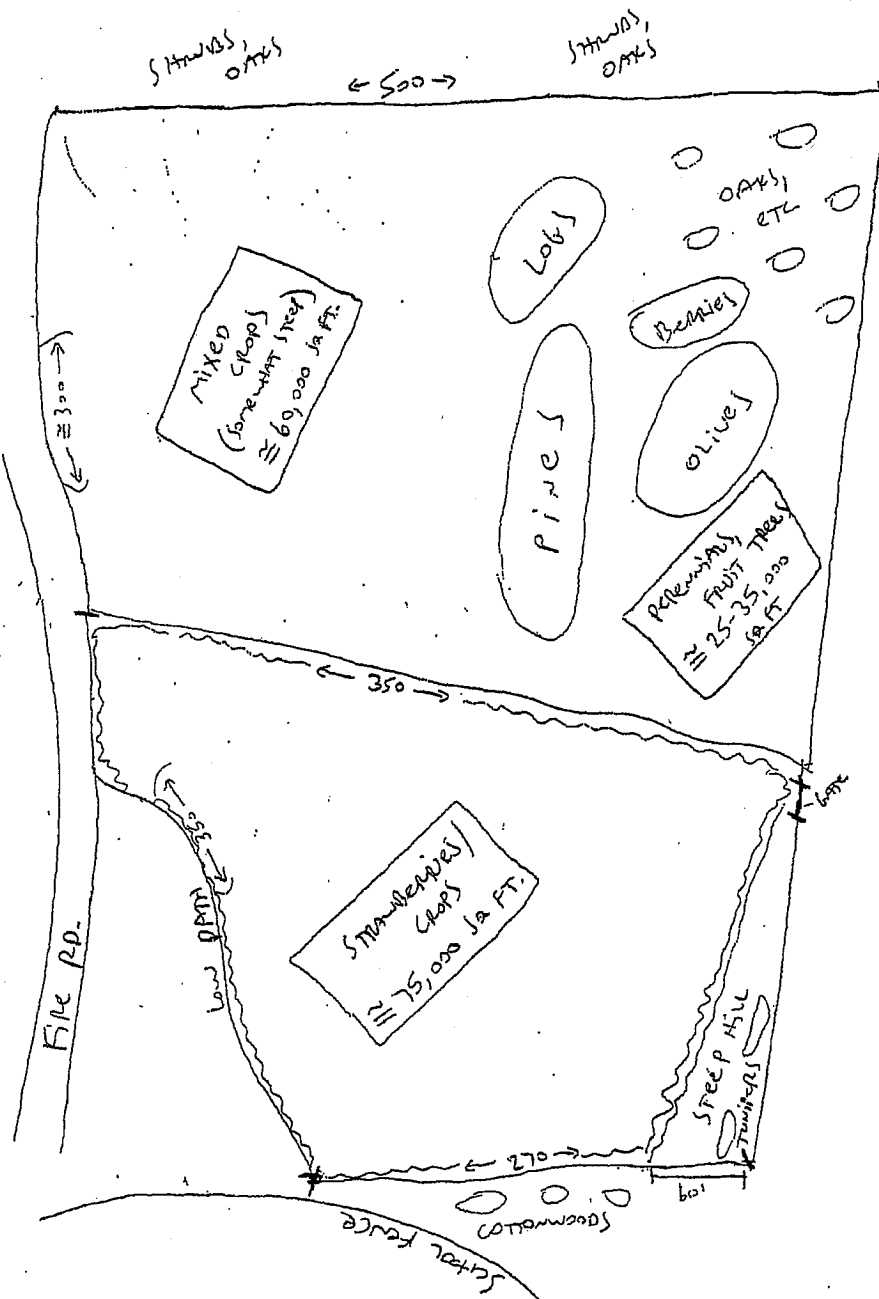 SHRUBS,
OAKS
SHRUBS,
OAKS
← 500 →
OAKS,
ETC
LOGS
BERRIES
MIXED
CROPS
(SOMEWHAT STEEP)
≅ 60,000 SQ FT.
≅300
PINES
OLIVES
PERENNIALS,
FRUIT TREES
≅ 25-35,000
SQ FT
← 350 →
GATE
← 350 →
LOW PATH
STRAWBERRIES/
CROPS
≅ 75,000 SQ FT.
FIRE RD.
STEEP HILL
JUNIPERS
← 270 →
COTTONWOODS
SCHOOL FENCE